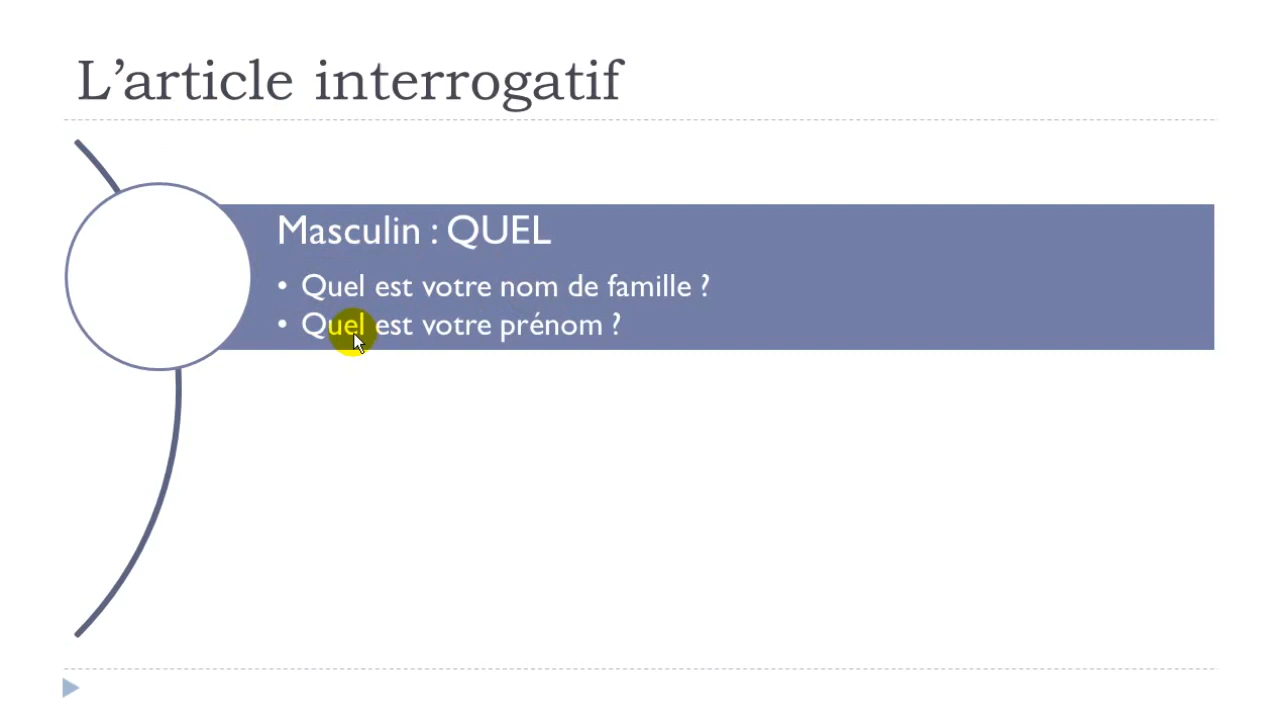 L’article interrogatif
Masculin : QUEL
• Quel est votre nom de famille ?
• Quel est votre prénom ?